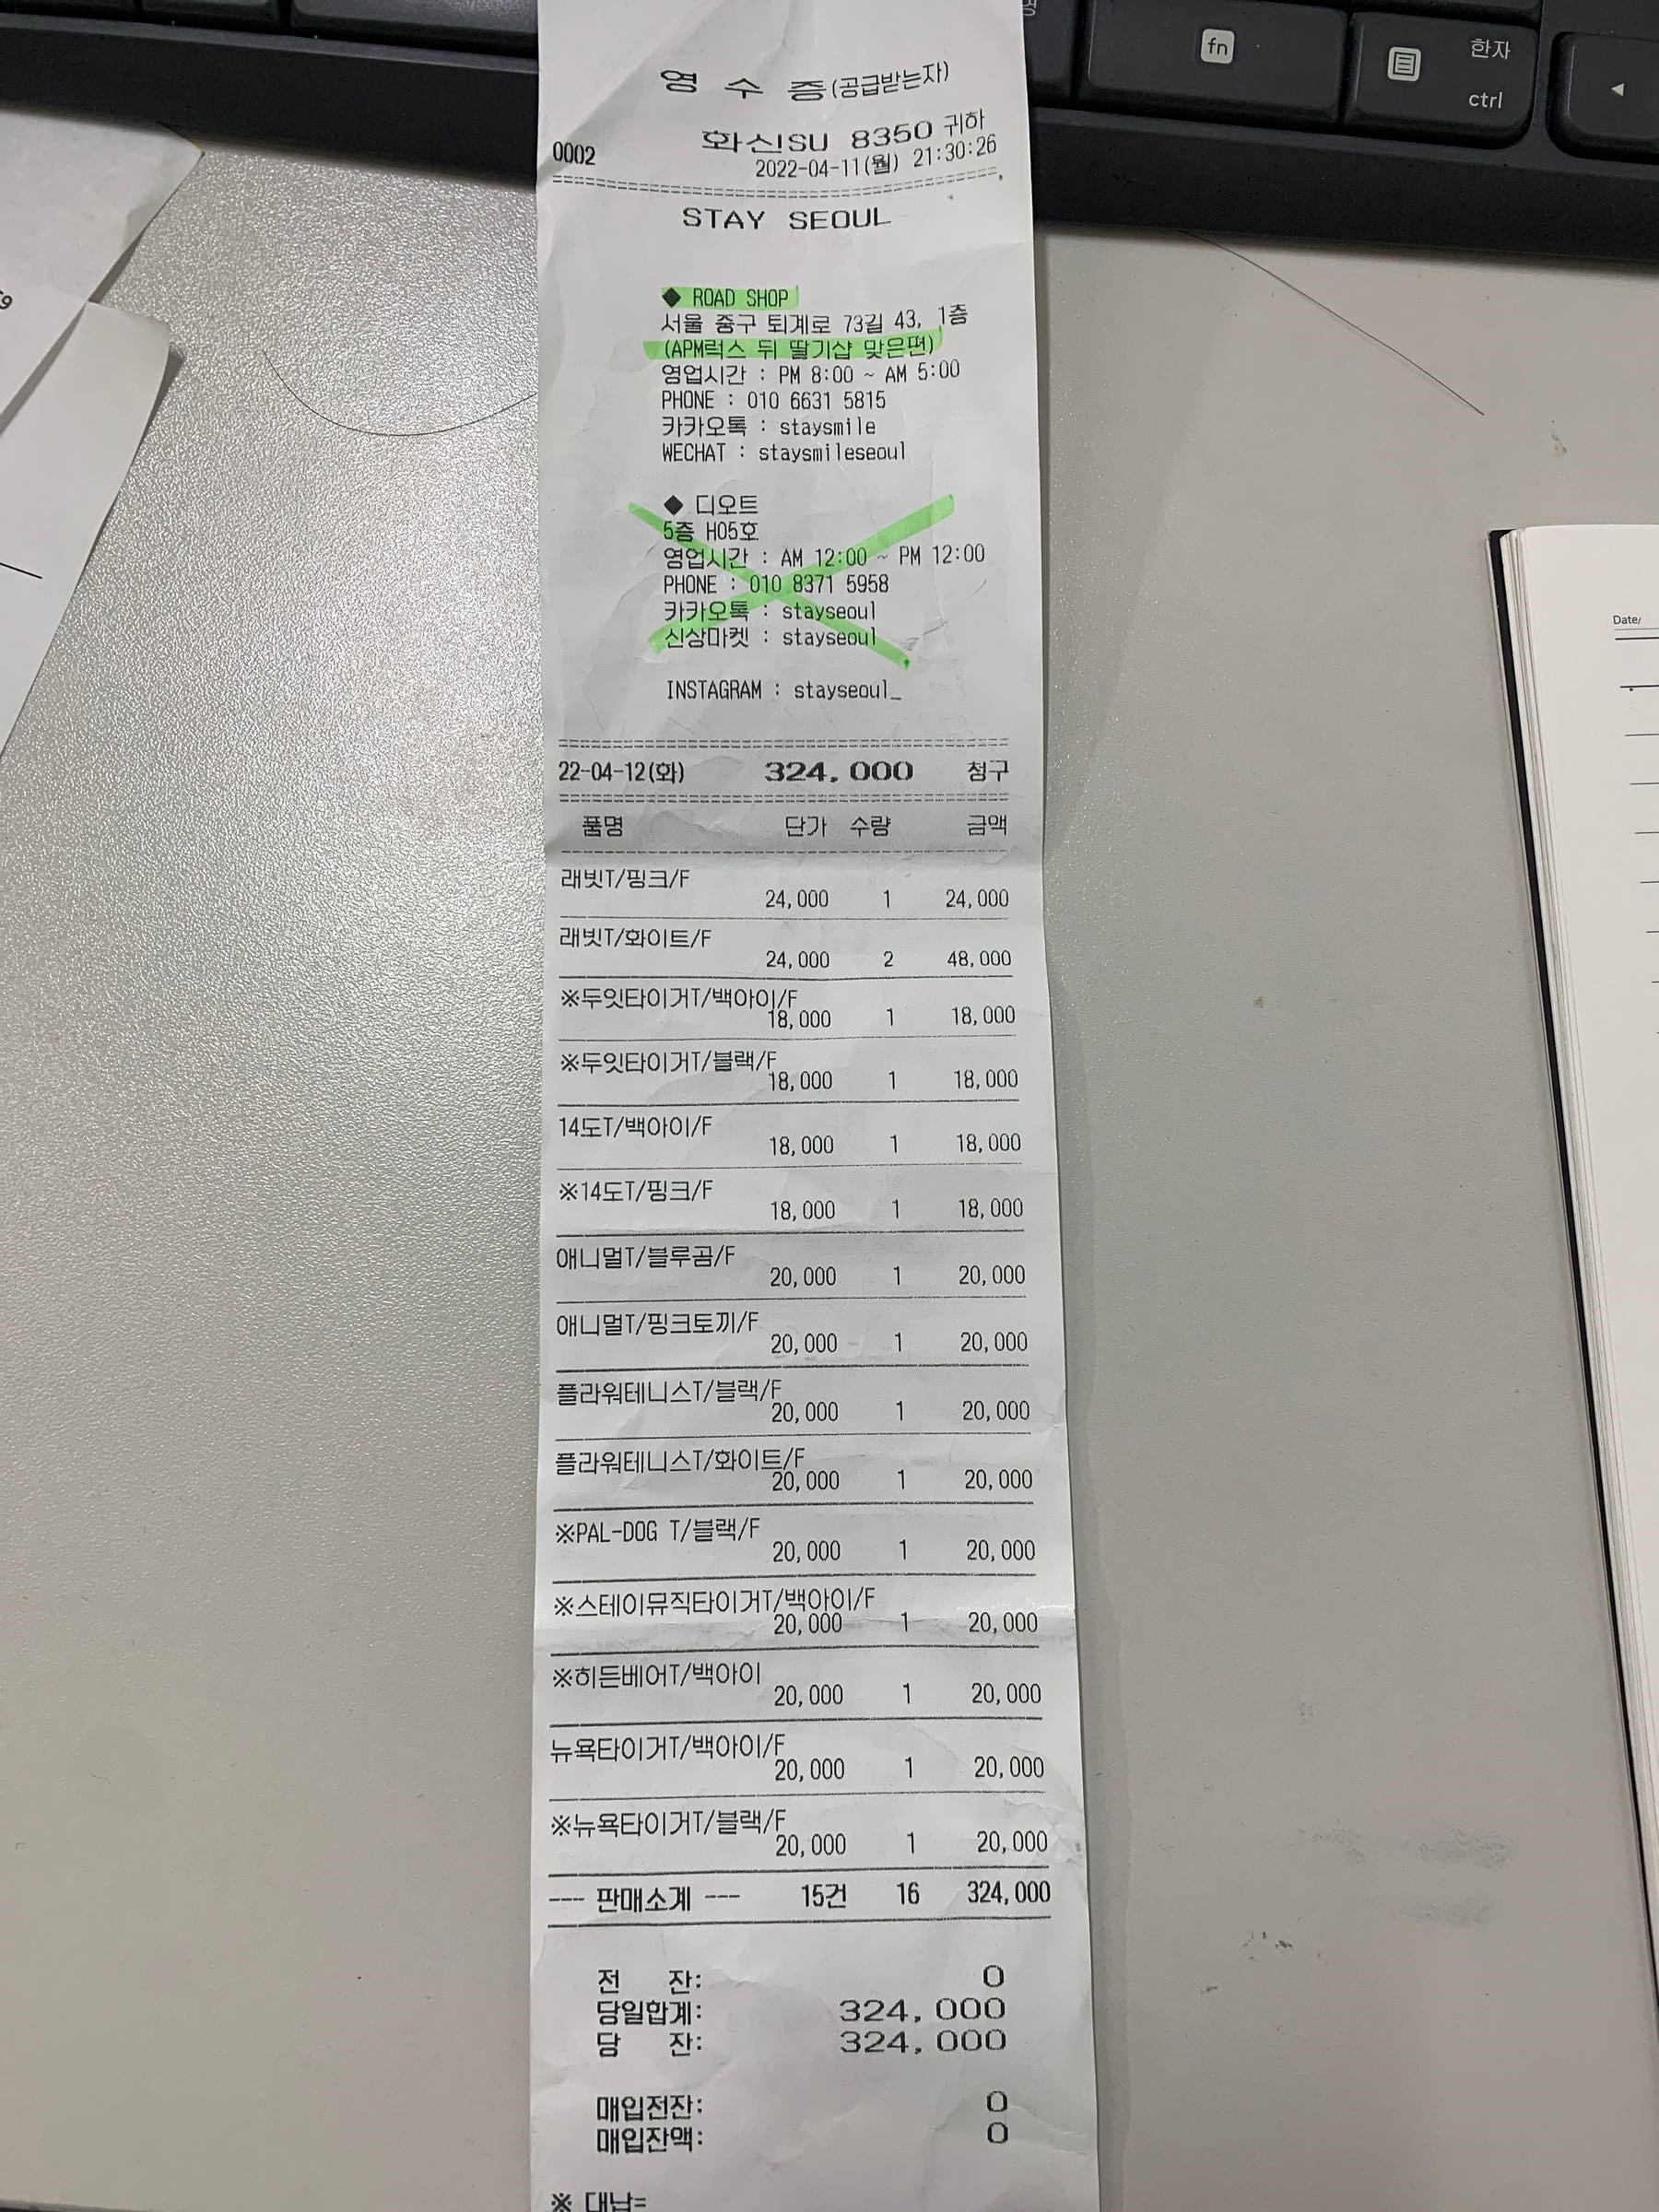 fn
한자
ctrl
Date/
영 수 증(공급받는자)
화신SU 8350 귀하
0002
2022-04-11(월) 21:30:26
STAY SEOUL
◆ ROAD SHOP
서울 중구 퇴계로 73길 43, 1층
(APM럭스 뒤 딸기샵 맞은편)
영업시간 : PM 8:00 ~ AM 5:00
PHONE : 010 6631 5815
카카오톡 : staysmile
WECHAT : staysmileseoul
◆ 디오트
5층 H05호
영업시간 : AM 12:00 ~ PM 12:00
PHONE : 010 8371 5958
카카오톡 : stayseoul
신상마켓 : stayseoul
INSTAGRAM : stayseoul_
22-04-12(화) 324,000 청구
품명 단가 수량 금액
래빗T/핑크/F
24,000 1 24,000
래빗T/화이트/F
24,000 2 48,000
※두잇타이거T/백아이/F
18,000 1 18,000
※두잇타이거T/블랙/F
18,000 1 18,000
14도T/백아이/F
18,000 1 18,000
※14도T/핑크/F
18,000 1 18,000
애니멀T/블루곰/F
20,000 1 20,000
애니멀T/핑크토끼/F
20,000 1 20,000
플라워테니스T/블랙/F
20,000 1 20,000
플라워테니스T/화이트/F
20,000 1 20,000
※PAL-DOG T/블랙/F
20,000 1 20,000
※스테이뮤직타이거T/백아이/F
20,000 1 20,000
※히든베어T/백아이
20,000 1 20,000
뉴욕타이거T/백아이/F
20,000 1 20,000
※뉴욕타이거T/블랙/F
20,000 1 20,000
--- 판매소계 --- 15건 16 324,000
전 잔: 0
당일합계: 324,000
당 잔: 324,000
매입전잔: 0
매입잔액: 0
※ 대납=